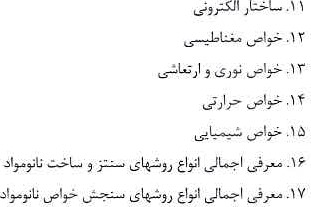 ۱۱. ساختار الکترونی
۱۲. خواص مغناطیسی
۱۳. خواص نوری و ارتعاشی
۱۴. خواص حرارتی
۱۵. خواص شیمیایی
۱۶. معرفی اجمالی انواع روشهای سنتز و ساخت نانومواد
۱۷. معرفی اجمالی انواع روشهای سنجش خواص نانومواد